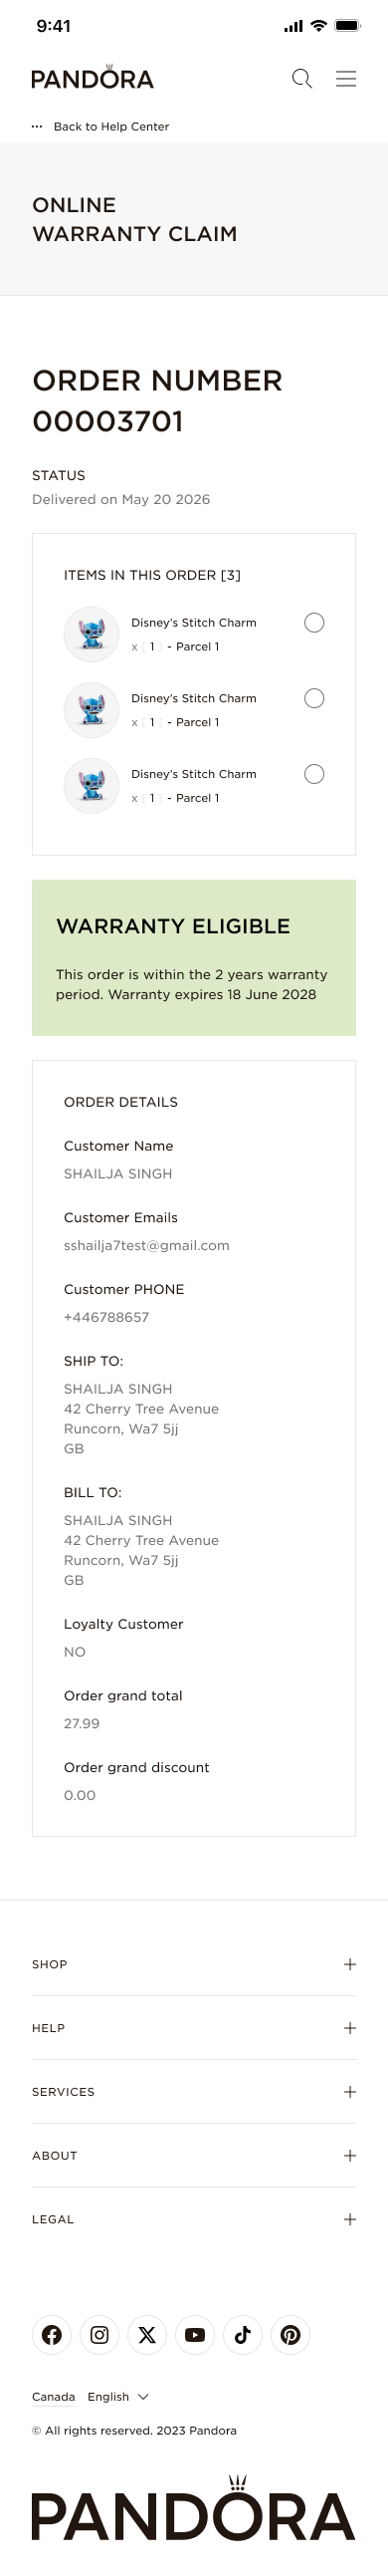 9:41
PANDÓRA
Back to Help Center
ONLINE
WARRANTY CLAIM
ORDER NUMBER
00003701
STATUS
Delivered on May 20 2026
ITEMS IN THIS ORDER [3]
Disney's Stitch Charm
x [ 1 ] - Parcel 1
Disney's Stitch Charm
x [ 1 ] - Parcel 1
Disney's Stitch Charm
x [ 1 ] - Parcel 1
WARRANTY ELIGIBLE
This order is within the 2 years warranty
period. Warranty expires 18 June 2028
ORDER DETAILS
Customer Name
SHAILJA SINGH
Customer Emails
sshailja7test@gmail.com
Customer PHONE
+446788657
SHIP TO:
SHAILJA SINGH
42 Cherry Tree Avenue
Runcorn, Wa7 5jj
GB
BILL TO:
SHAILJA SINGH
42 Cherry Tree Avenue
Runcorn, Wa7 5jj
GB
Loyalty Customer
NO
Order grand total
27.99
Order grand discount
0.00
SHOP
HELP
SERVICES
ABOUT
LEGAL
Canada English
© All rights reserved. 2023 Pandora
PANDÓRA